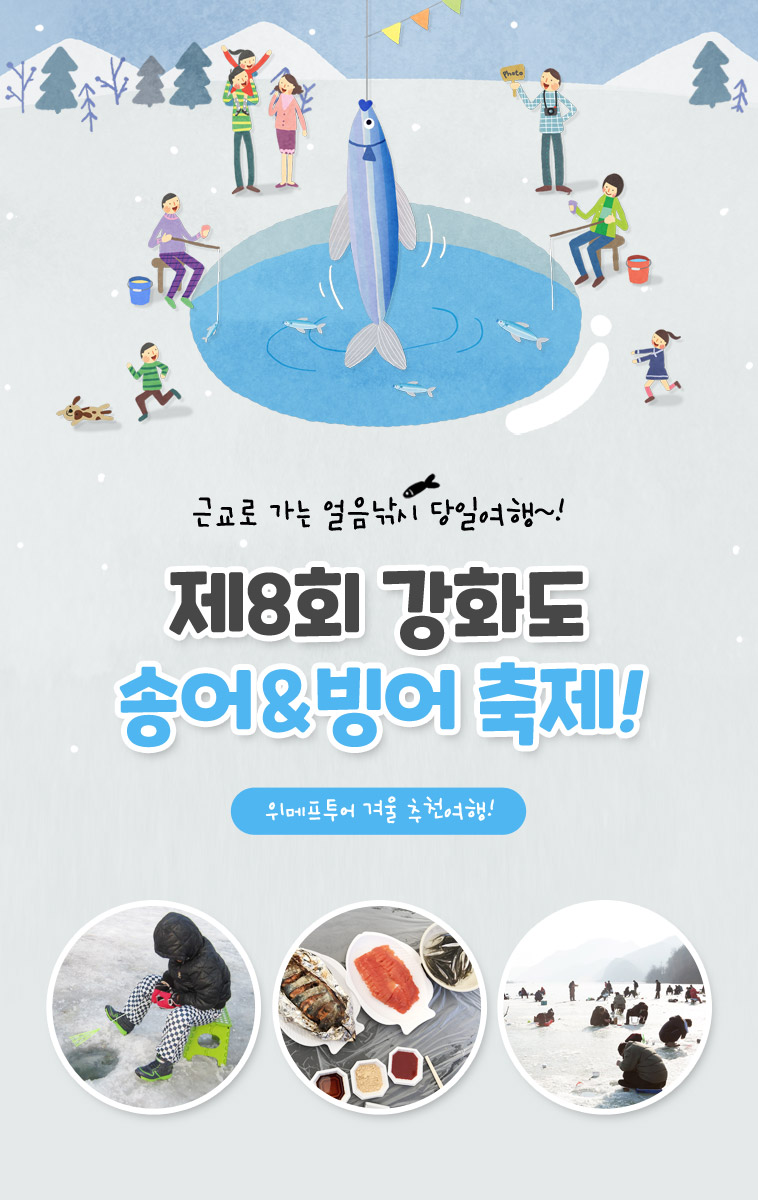 Photo
근교로 가는 얼음낚시 당일여행~!
제8회 강화도
송어&빙어 축제!
위메프투어 겨울 추천여행!